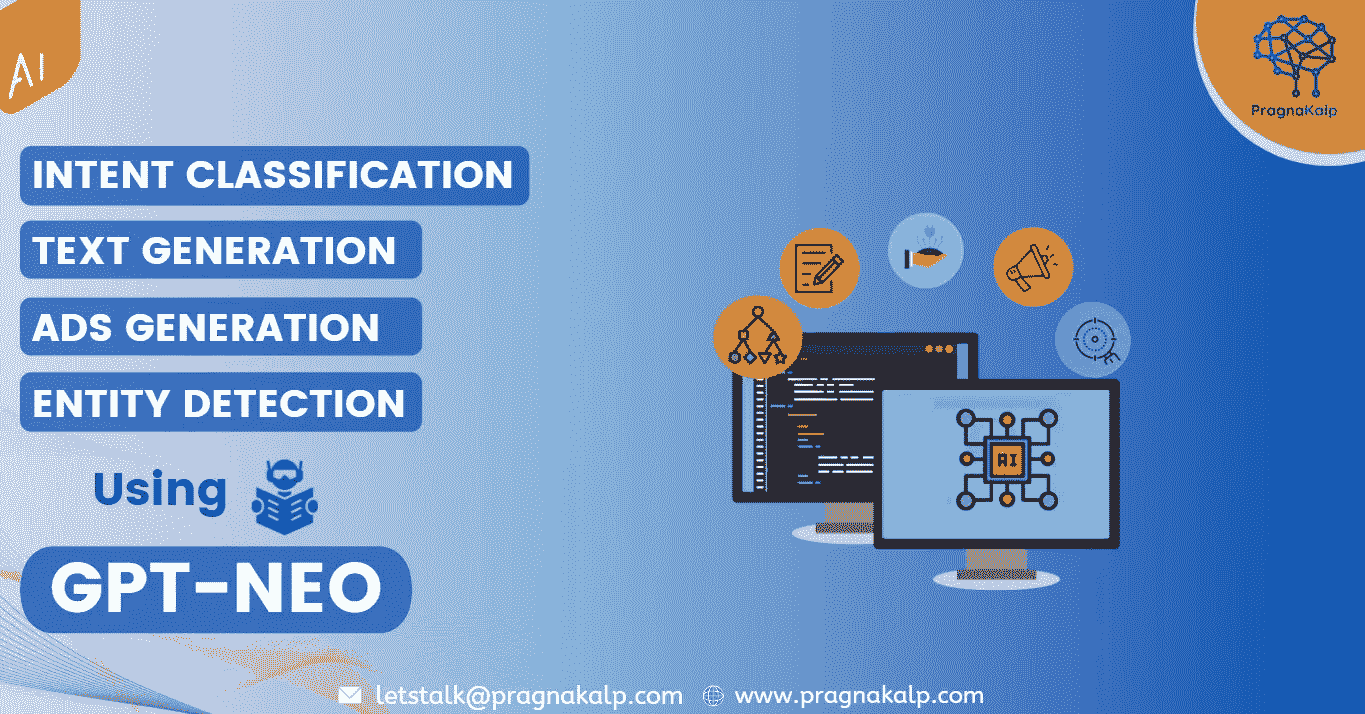 AI
PragnaKalp
INTENT CLASSIFICATION
TEXT GENERATION
ADS GENERATION
ENTITY DETECTION
Using
GPT-NEO
AI
letstalk@pragnakalp.com www.pragnakalp.com